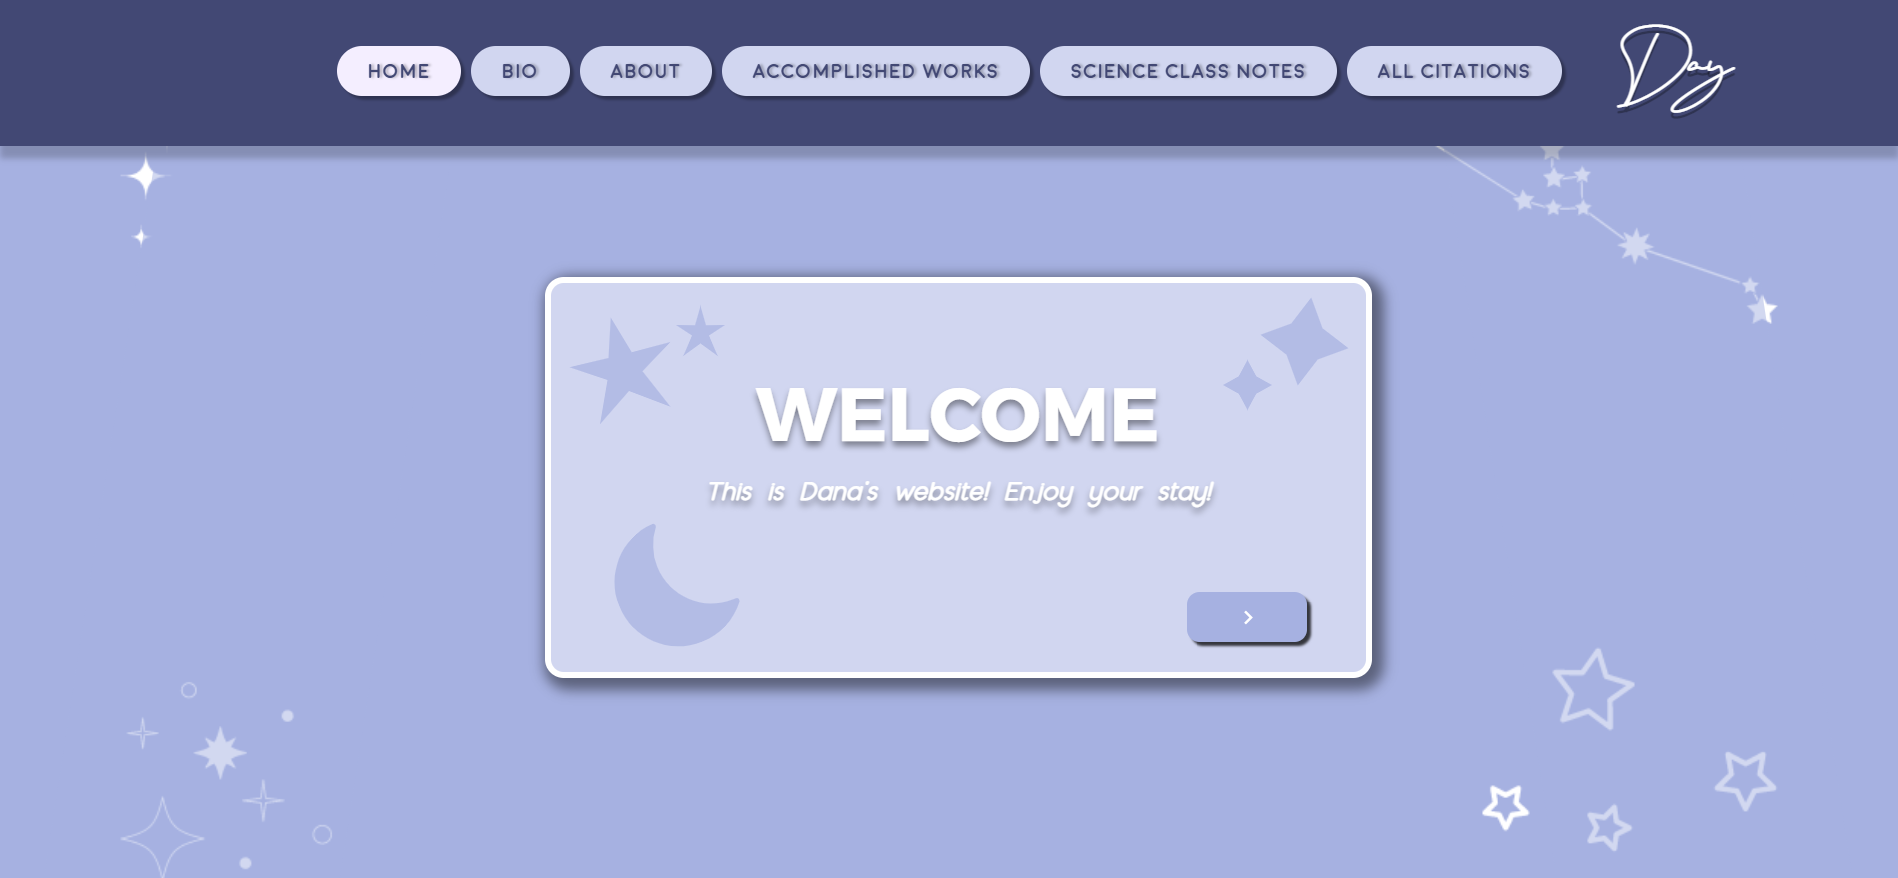 HOME BIO ABOUT ACCOMPLISHED WORKS SCIENCE CLASS NOTES ALL CITATIONS Day
WELCOME
This is Dana's website! Enjoy your stay!